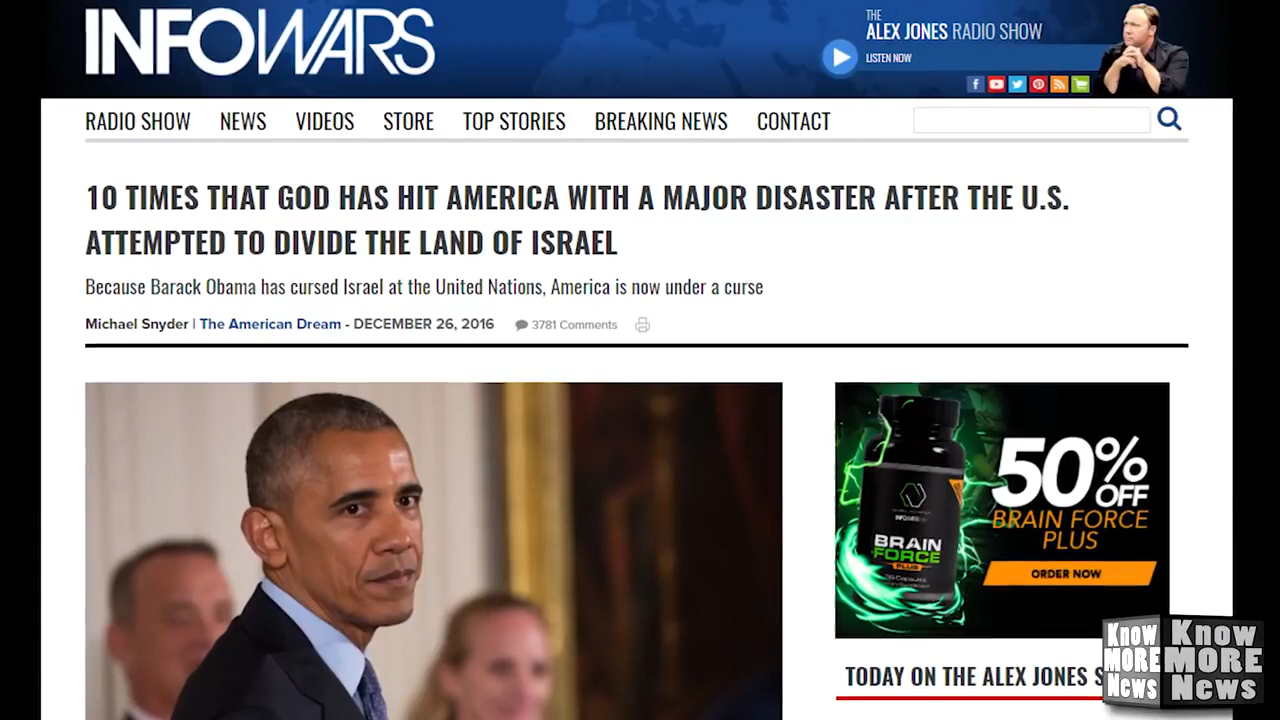 INFOWARS
THE
ALEX JONES RADIO SHOW
LISTEN NOW
RADIO SHOW NEWS VIDEOS STORE TOP STORIES BREAKING NEWS CONTACT
10 TIMES THAT GOD HAS HIT AMERICA WITH A MAJOR DISASTER AFTER THE U.S.
ATTEMPTED TO DIVIDE THE LAND OF ISRAEL
Because Barack Obama has cursed Israel at the United Nations, America is now under a curse
Michael Snyder | The American Dream - DECEMBER 26, 2016 3781 Comments
50% OFF
BRAIN FORCE
PLUS
ORDER NOW
BRAIN
FORCE
PLUS
TODAY ON THE ALEX JONES S
KNOW
MORE
NEWS
KNOW
MORE
NEWS